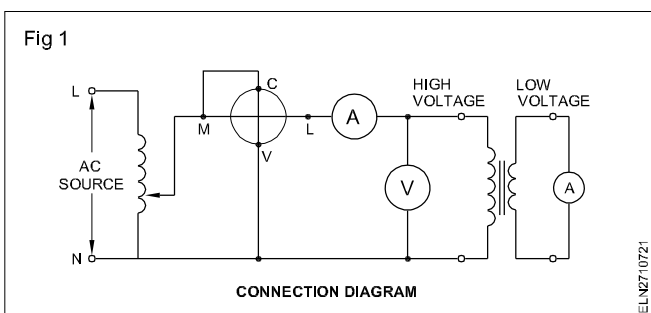 Fig 1
L
AC
SOURCE
N
M
C
V
L
A
V
HIGH
VOLTAGE
LOW
VOLTAGE
A
CONNECTION DIAGRAM
ELN2710721